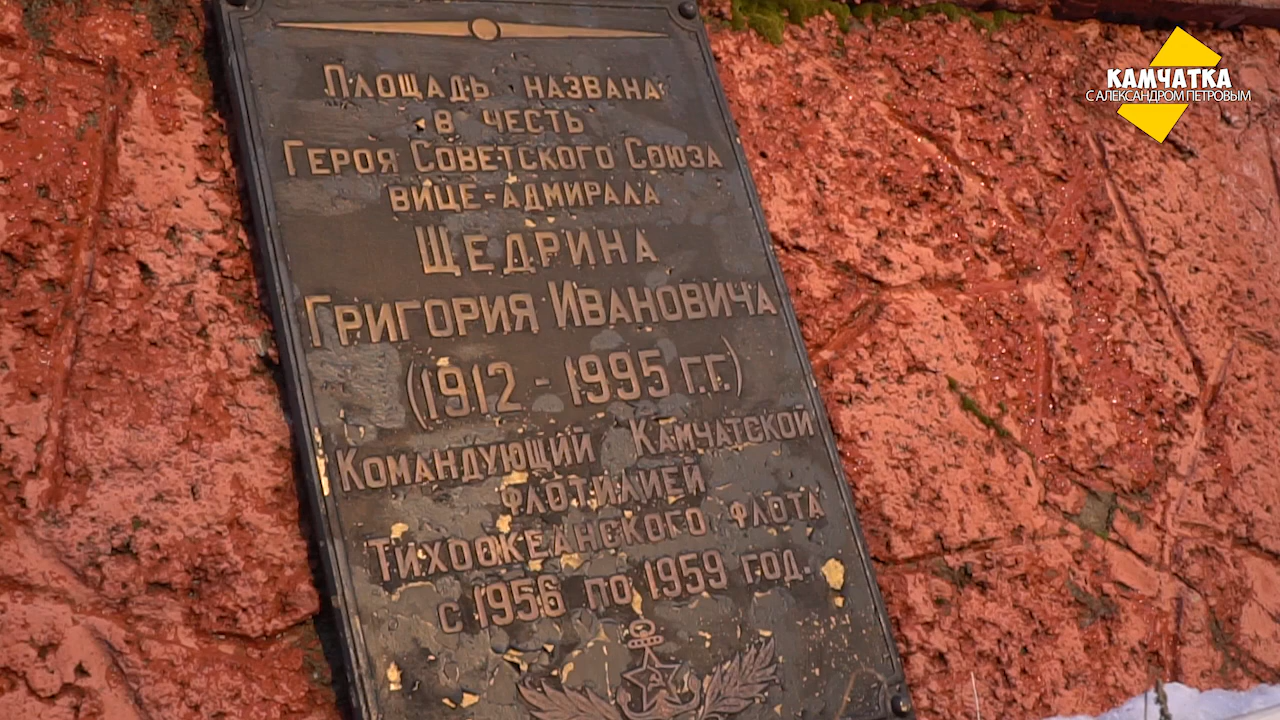 Площадь названа
в честь
Героя Советского Союза
вице-адмирала
Щедрина
Григория Ивановича
(1912 - 1995 г.г.)
Командующий Камчатской
флотилией
Тихоокеанского флота
с 1956 по 1959 год.
КАМЧАТКА
С АЛЕКСАНДРОМ ПЕТРОВЫМ